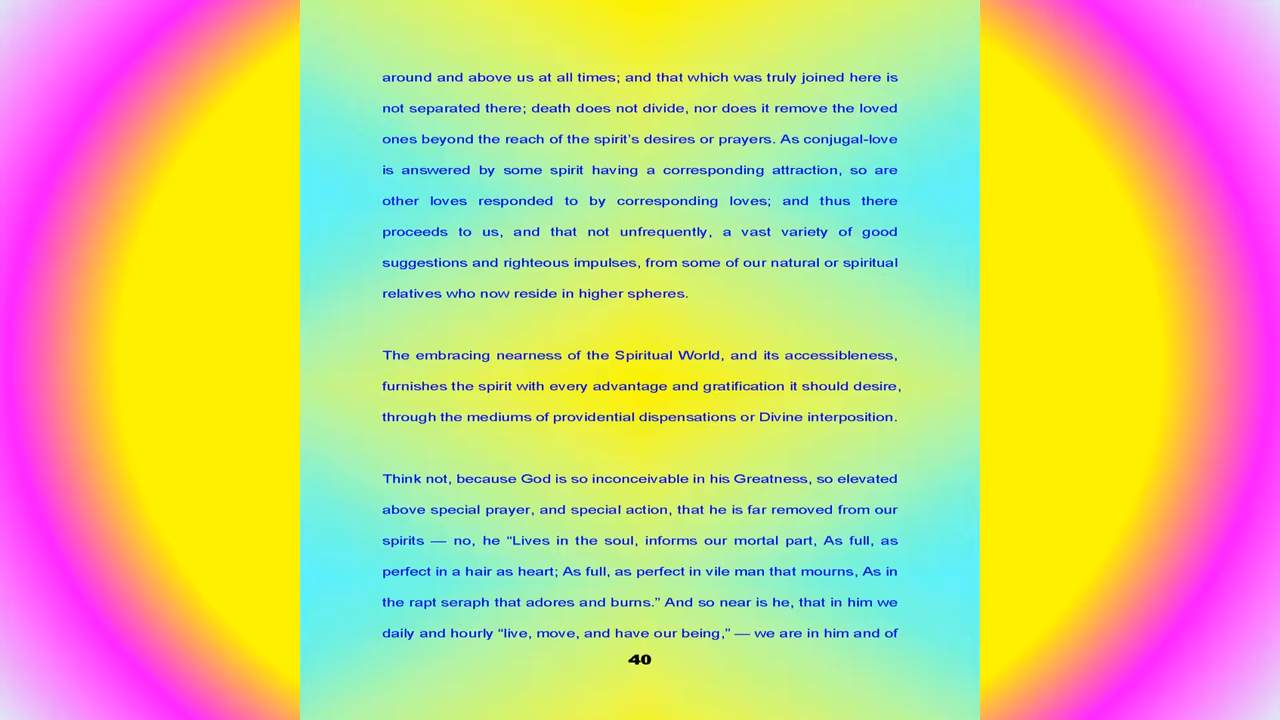 around and above us at all times; and that which was truly joined here is
not separated there; death does not divide, nor does it remove the loved
ones beyond the reach of the spirit's desires or prayers. As conjugal-love
is answered by some spirit having a corresponding attraction, so are
other loves responded to by corresponding loves; and thus there
proceeds to us, and that not unfrequently, a vast variety of good
suggestions and righteous impulses, from some of our natural or spiritual
relatives who now reside in higher spheres.
The embracing nearness of the Spiritual World, and its accessibleness,
furnishes the spirit with every advantage and gratification it should desire,
through the mediums of providential dispensations or Divine interposition.
Think not, because God is so inconceivable in his Greatness, so elevated
above special prayer, and special action, that he is far removed from our
spirits — no, he “Lives in the soul, informs our mortal part, As full, as
perfect in a hair as heart; As full, as perfect in vile man that mourns, As in
the rapt seraph that adores and burns.” And so near is he, that in him we
daily and hourly “live, move, and have our being,” — we are in him and of
40